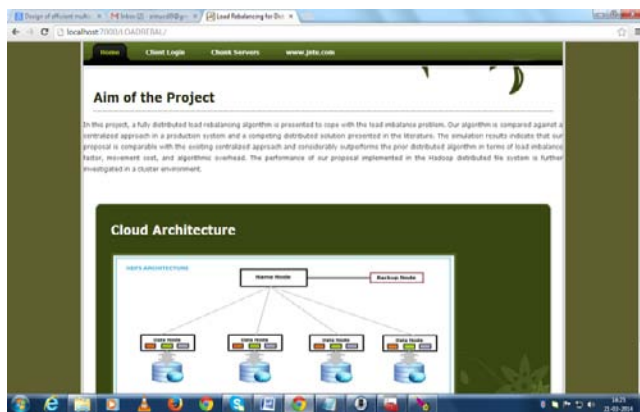 Design of efficient multic
Load Rebalancing for Dis
localhost:7000/LOADREBAL/
Home Client Login Chunk Servers www.jntc.com
Aim of the Project
In this project, a fully distributed load rebalancing algorithm is presented to cope with the load imbalance problem. Our algorithm is compared against a
centralized approach in a production system and a competing distributed solution presented in the literature. The simulation results indicate that our
proposal is comparable with the existing centralized approach and considerably outperforms the prior distributed algorithm in terms of load imbalance
factor, movement cost, and algorithmic overhead. The performance of our proposal implemented in the Hadoop distributed file system is further
investigated in a cluster environment.
Cloud Architecture
HDFS ARCHITECTURE
Name Node
Backup Node
Data Node Data Node Data Node Data Node
14:25
21-03-2014